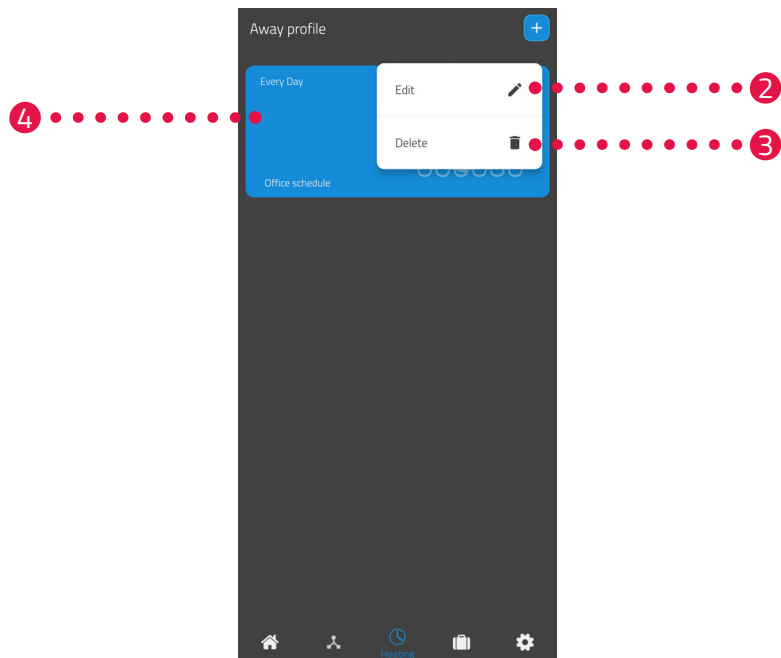 Away profile
+
Every Day
Edit
2
4
Delete
3
Office schedule
Heating